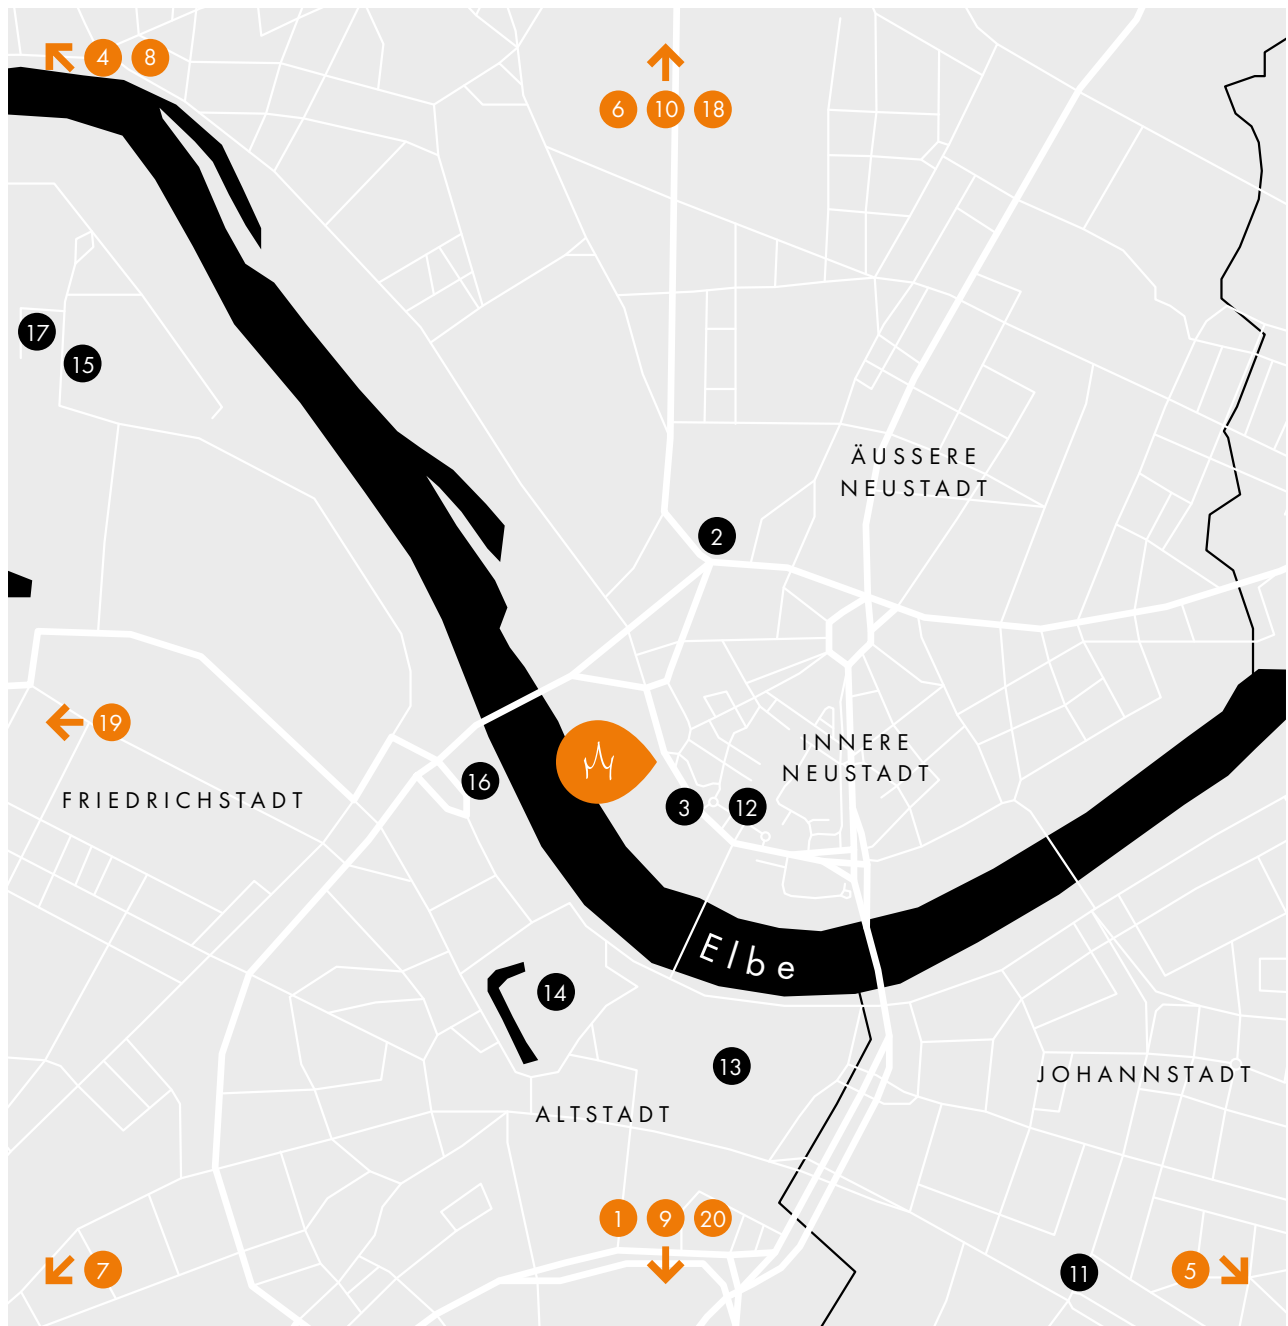 4 8
6 10 18
17
15
ÄUSSERE
NEUSTADT
2
19
INNERE
NEUSTADT
16
FRIEDRICHSTADT
3 12
Elbe
14
13
JOHANNSTADT
ALTSTADT
1 9 20
7
11
5